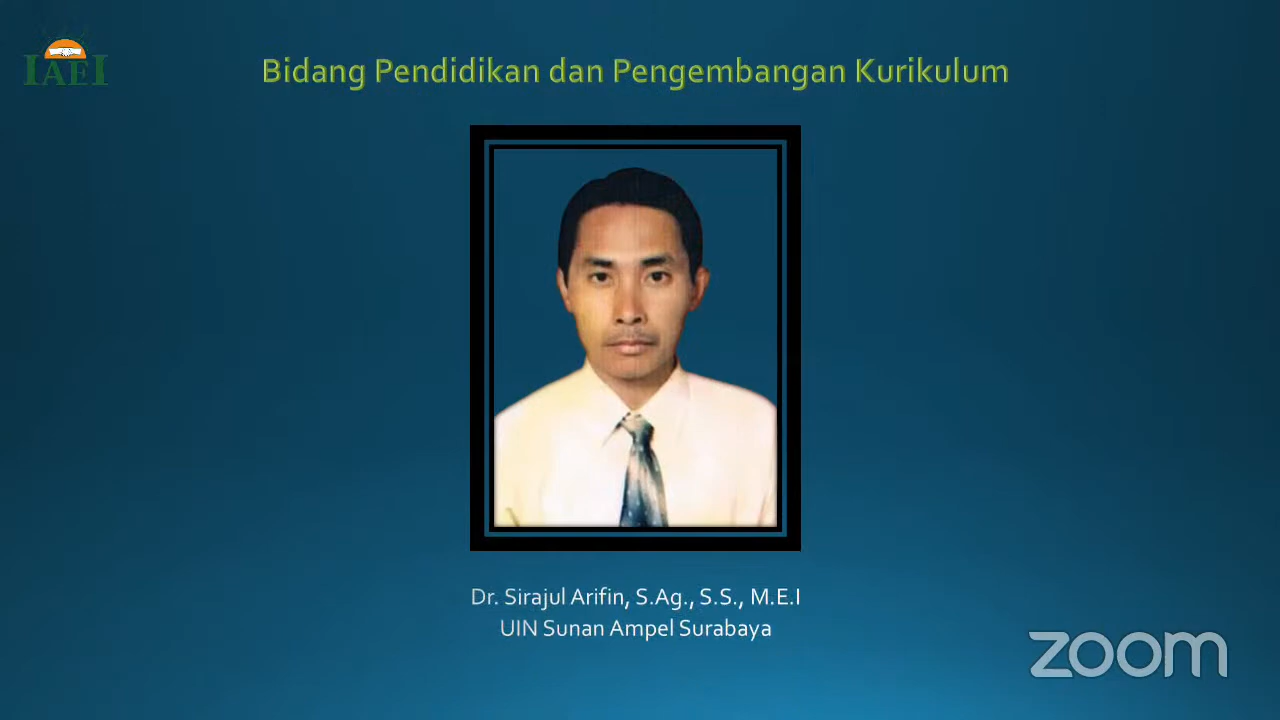 IAEI
Bidang Pendidikan dan Pengembangan Kurikulum
Dr. Sirajul Arifin, S.Ag., S.S., M.E.I
UIN Sunan Ampel Surabaya
zoom